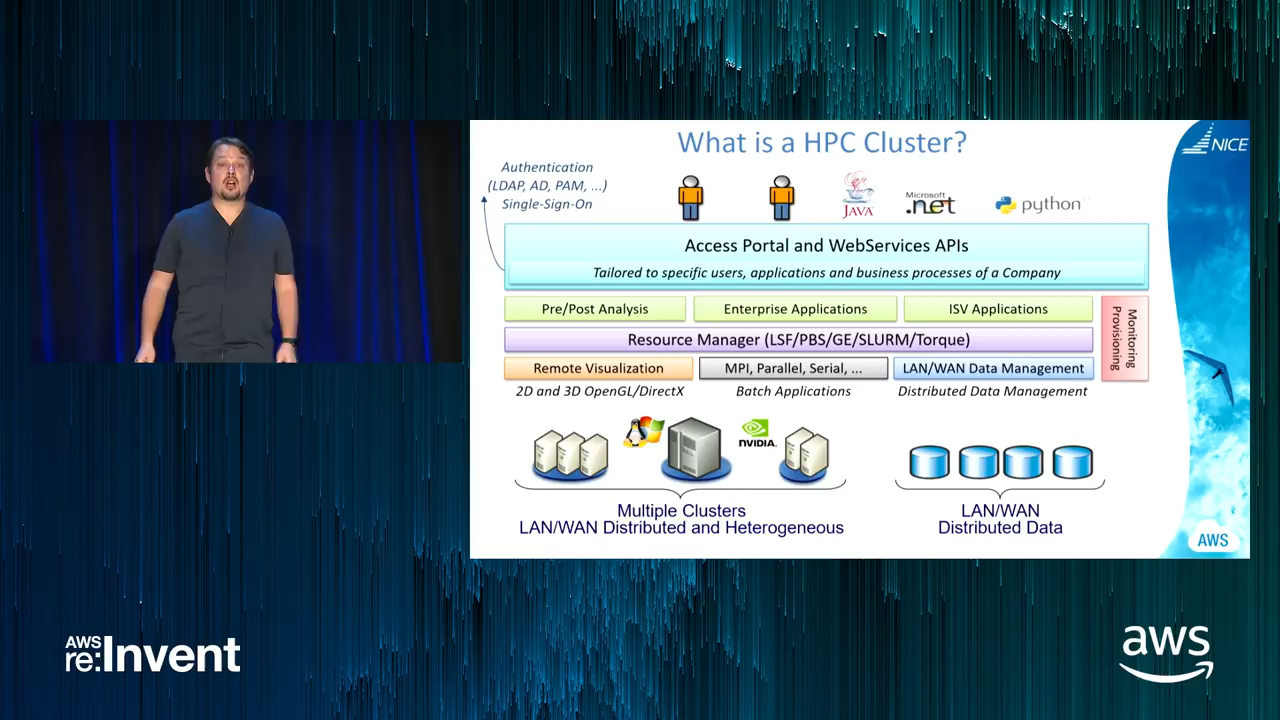 What is a HPC Cluster?
NICE
Authentication
(LDAP, AD, PAM, ...)
Single-Sign-On
JAVA
Microsoft
.net
python
Access Portal and WebServices APIs
Tailored to specific users, applications and business processes of a Company
Pre/Post Analysis
Enterprise Applications
ISV Applications
Monitoring
Provisioning
Resource Manager (LSF/PBS/GE/SLURM/Torque)
Remote Visualization
MPI, Parallel, Serial, ...
LAN/WAN Data Management
2D and 3D OpenGL/DirectX
Batch Applications
Distributed Data Management
NVIDIA.
Multiple Clusters
LAN/WAN Distributed and Heterogeneous
LAN/WAN
Distributed Data
AWS
AWS
re:Invent
aws